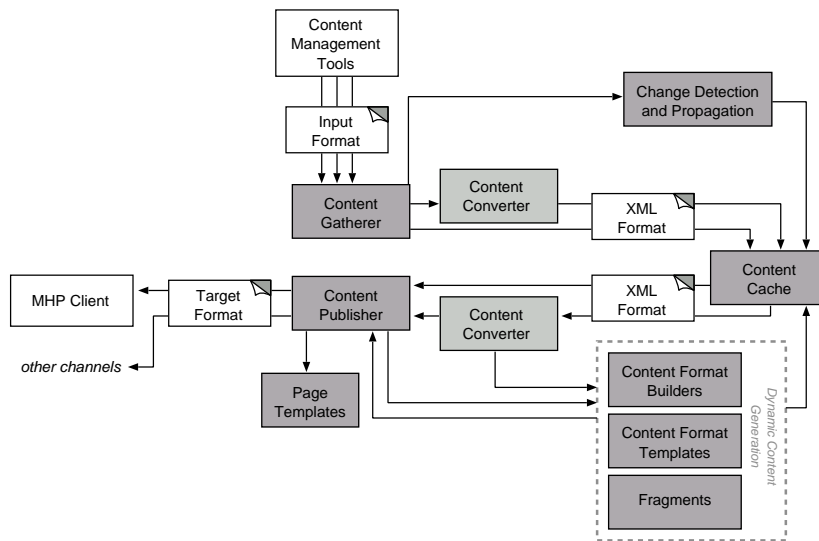 Content
Management
Tools
Input
Format
Change Detection
and Propagation
Content
Gatherer
Content
Converter
XML
Format
Content
Cache
MHP Client
Target
Format
Content
Publisher
Content
Converter
XML
Format
other channels
Page
Templates
Content Format
Builders
Content Format
Templates
Fragments
Dynamic Content
Generation